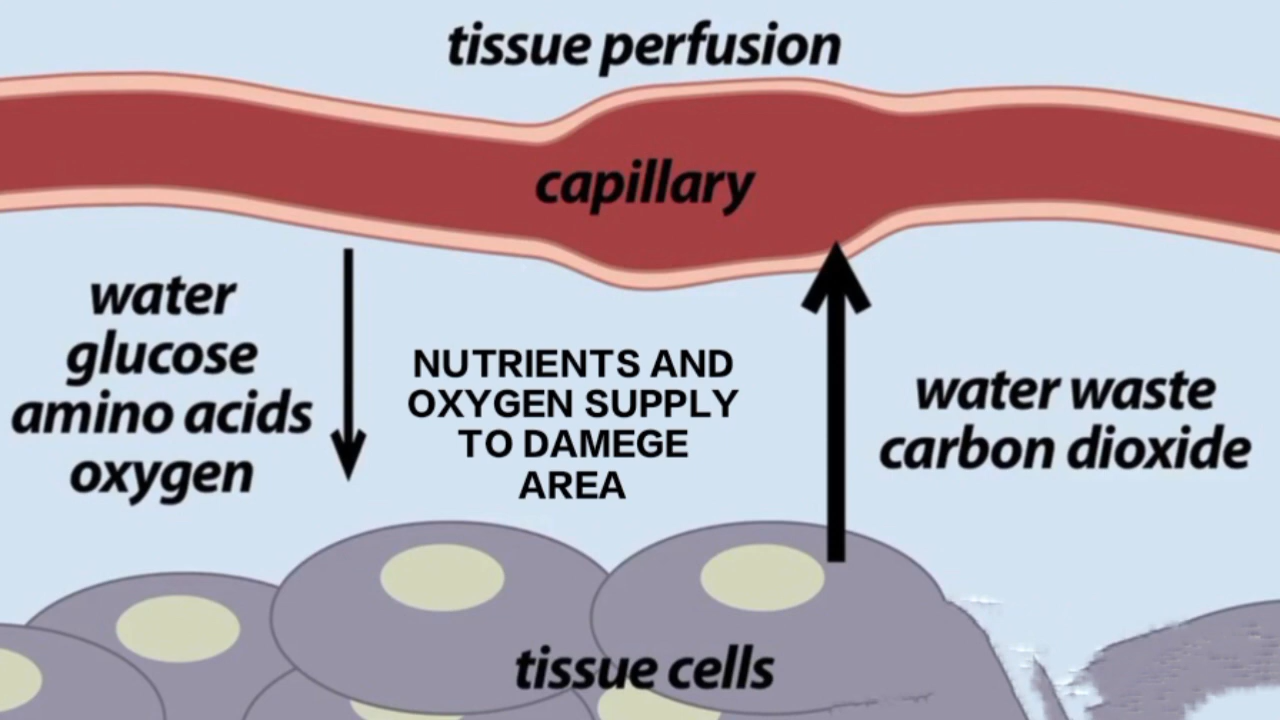 tissue perfusion
capillary
water
glucose
amino acids
oxygen
NUTRIENTS AND
OXYGEN SUPPLY
TO DAMEGE
AREA
water waste
carbon dioxide
tissue cells